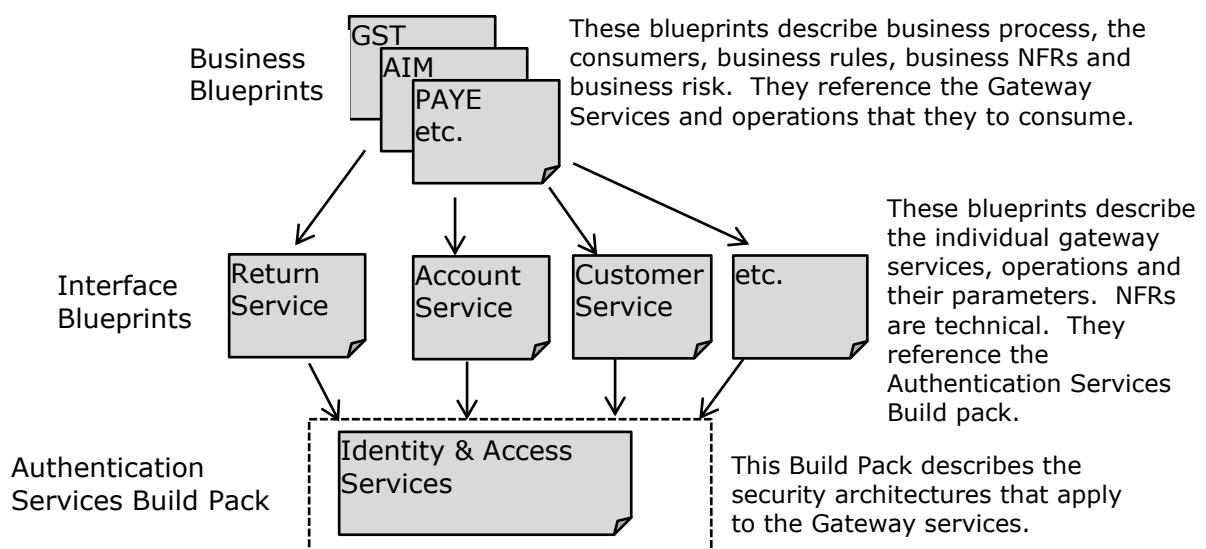 Business
Blueprints
GST
AIM
PAYE
etc.
These blueprints describe business process, the
consumers, business rules, business NFRs and
business risk.  They reference the Gateway
Services and operations that they to consume.
Interface
Blueprints
Return
Service
Account
Service
Customer
Service
etc.
These blueprints describe
the individual gateway
services, operations and
their parameters.  NFRs
are technical.  They
reference the
Authentication Services
Build pack.
Authentication
Services Build Pack
Identity & Access
Services
This Build Pack describes the
security architectures that apply
to the Gateway services.